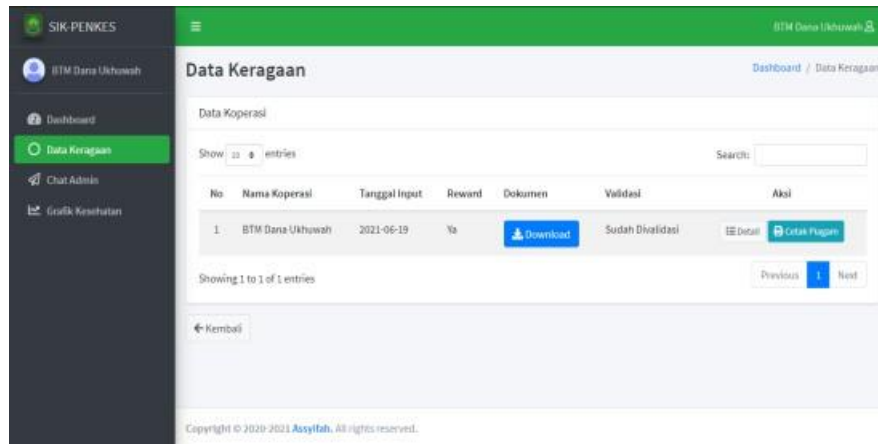 SIK-PENKES
BTM Dana Ukhuwah
BTM Dana Ukhuwah
Data Keragaan
Dashboard / Data Keragaan
Dashboard
Data Keragaan
Chat Admin
Grafik Kesehatan
Data Koperasi
Show 10 entries
Search:
No Nama Koperasi Tanggal Input Reward Dokumen Validasi Aksi
1 BTM Dana Ukhuwah 2021-06-19 Ya Download Sudah Divalidasi Detail Cetak Piagam
Showing 1 to 1 of 1 entries
Previous 1 Next
Kembali
Copyright © 2020-2021 Assyifah. All rights reserved.